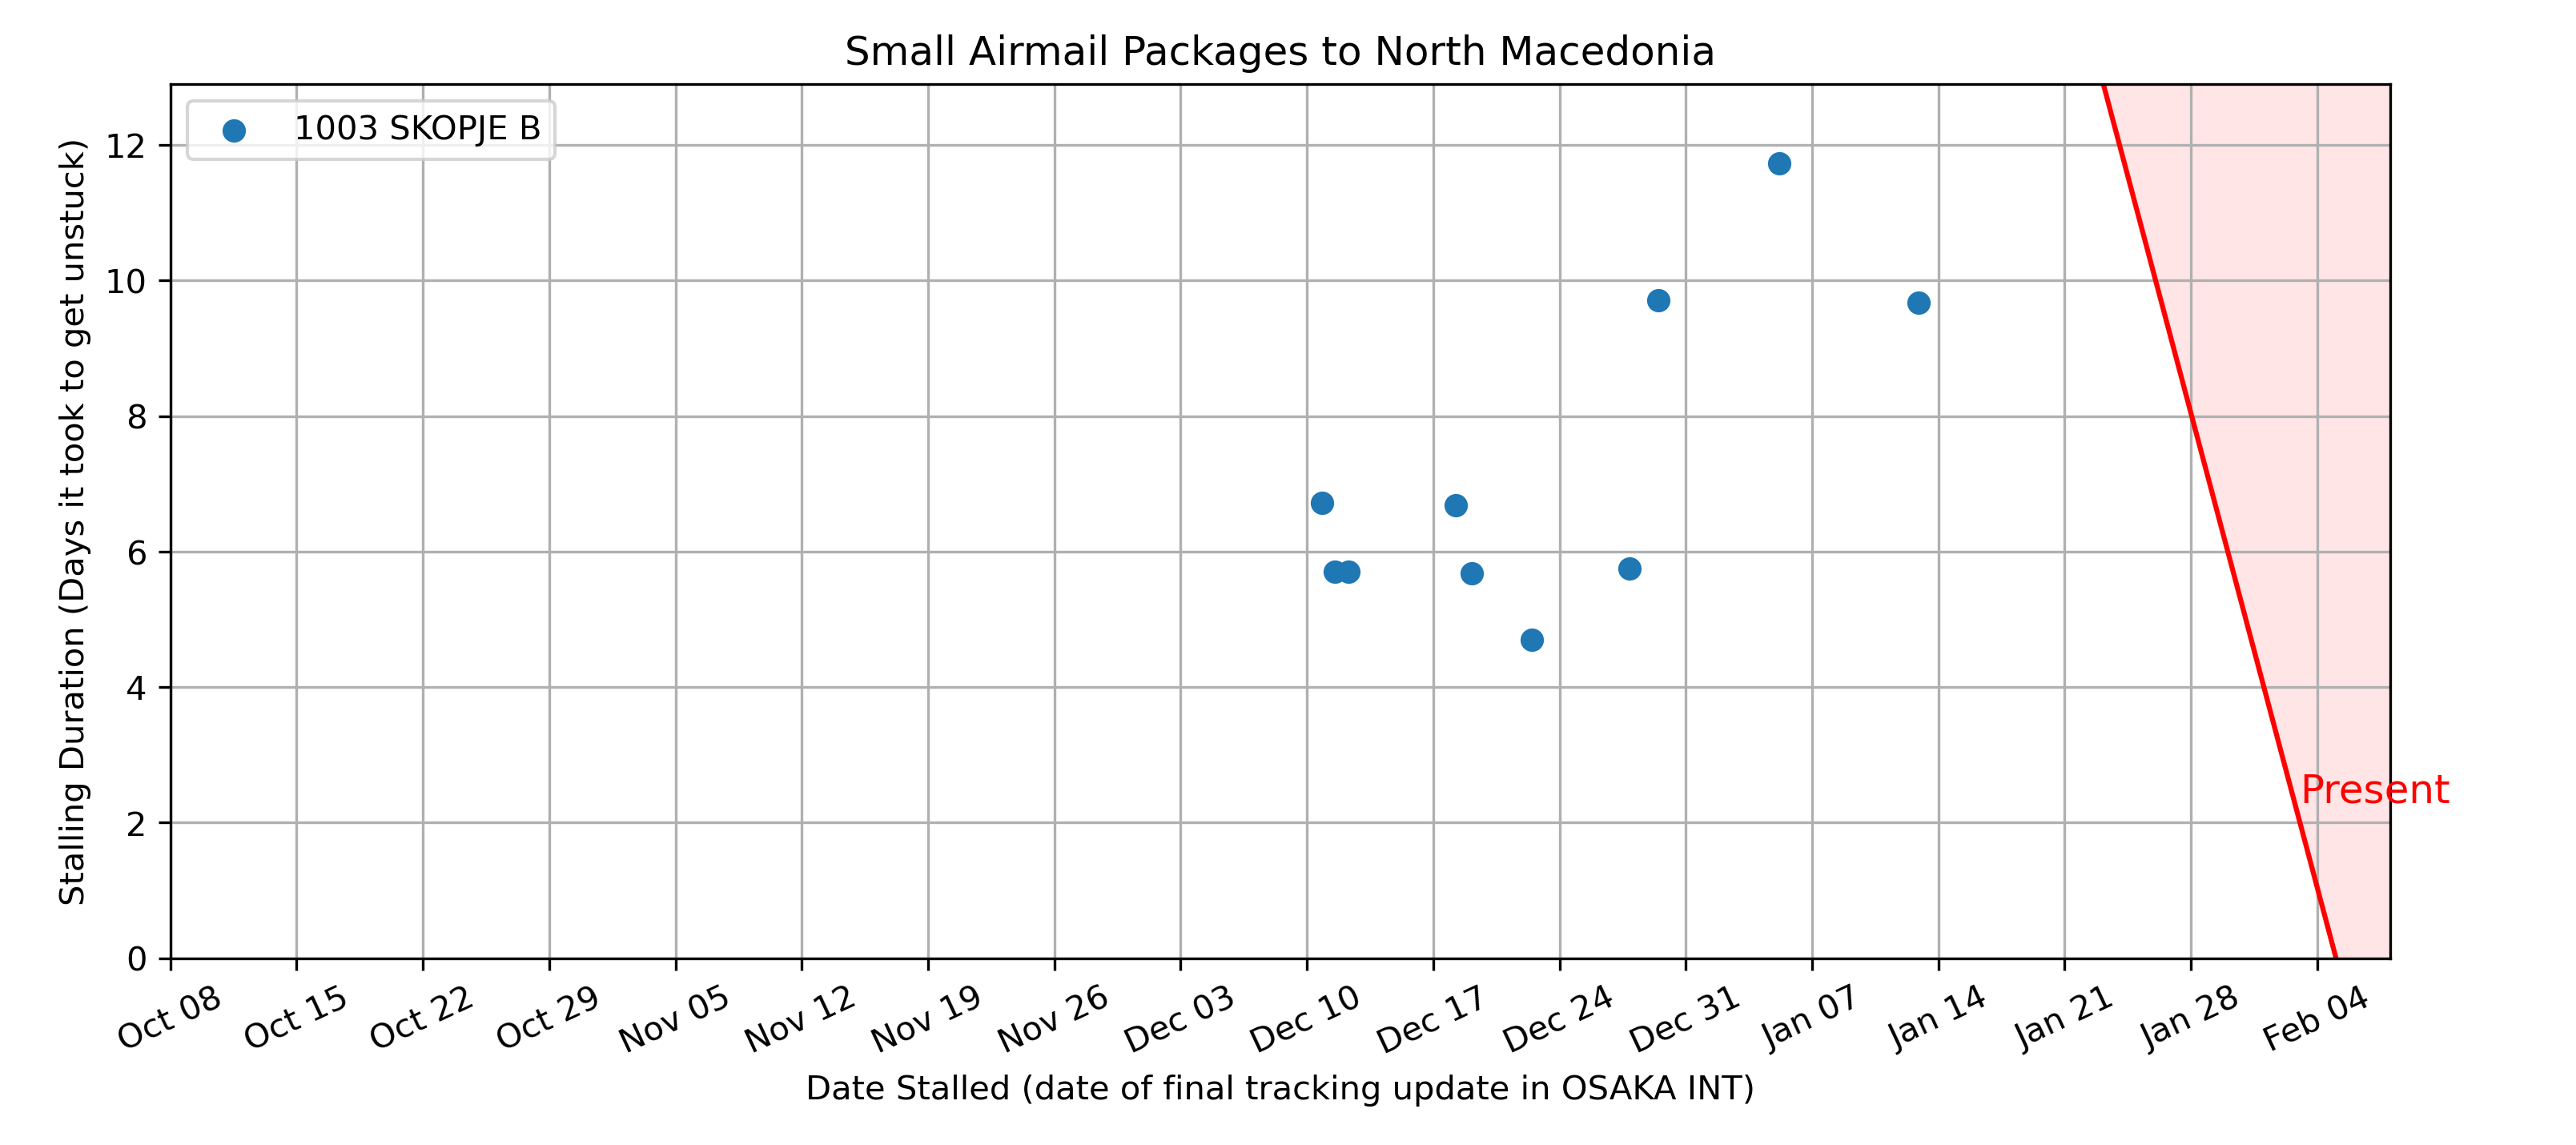 Small Airmail Packages to North Macedonia
1003 SKOPJE B
Stalling Duration (Days it took to get unstuck)
12
10
8
6
4
2
0
Present
Oct 08
Oct 15
Oct 22
Oct 29
Nov 05
Nov 12
Nov 19
Nov 26
Dec 03
Dec 10
Dec 17
Dec 24
Dec 31
Jan 07
Jan 14
Jan 21
Jan 28
Feb 04
Date Stalled (date of final tracking update in OSAKA INT)